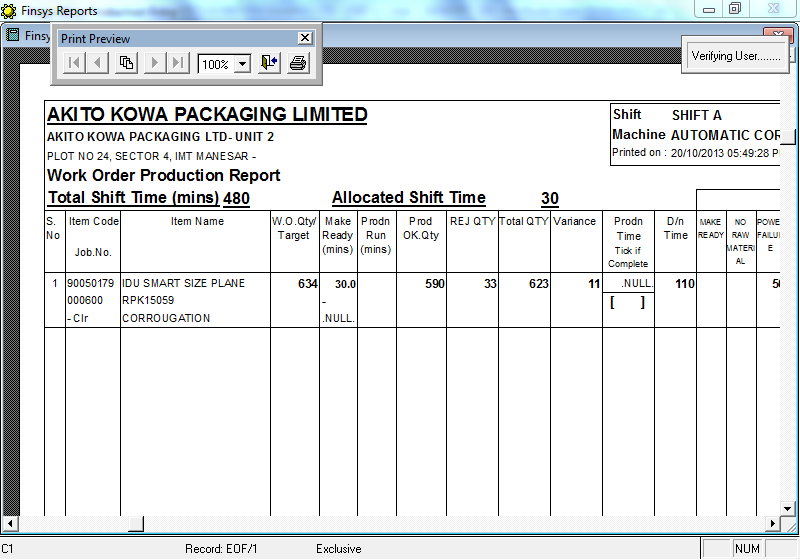 Finsys Reports
Finsy
Print Preview
100%
Verifying User........
AKITO KOWA PACKAGING LIMITED
AKITO KOWA PACKAGING LTD- UNIT 2
PLOT NO 24, SECTOR 4, IMT MANESAR -
Work Order Production Report
Shift SHIFT A
Machine AUTOMATIC COR
Printed on : 20/10/2013 05:49:28 P
Total Shift Time (mins) 480 Allocated Shift Time 30
S. No
Item Code
Job.No.
Item Name
W.O.Qty/ Target
Make Ready (mins)
Prodn Run (mins)
Prod OK.Qty
REJ QTY
Total QTY
Variance
Prodn Time Tick if Complete
D/n Time
MAKE READY
NO RAW MATERI AL
POWE FAILU E
1 90050179 IDU SMART SIZE PLANE 634 30.0 590 33 623 11 .NULL. 110 50
000600 RPK15059 - [ ]
- Clr CORROUGATION .NULL.
C1 Record: EOF/1 Exclusive NUM